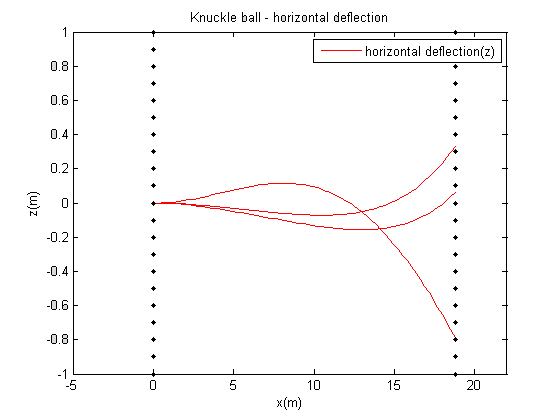 Knuckle ball - horizontal deflection
horizontal deflection(z)
z(m)
1
0.8
0.6
0.4
0.2
0
-0.2
-0.4
-0.6
-0.8
-1
-5 0 5 10 15 20
x(m)